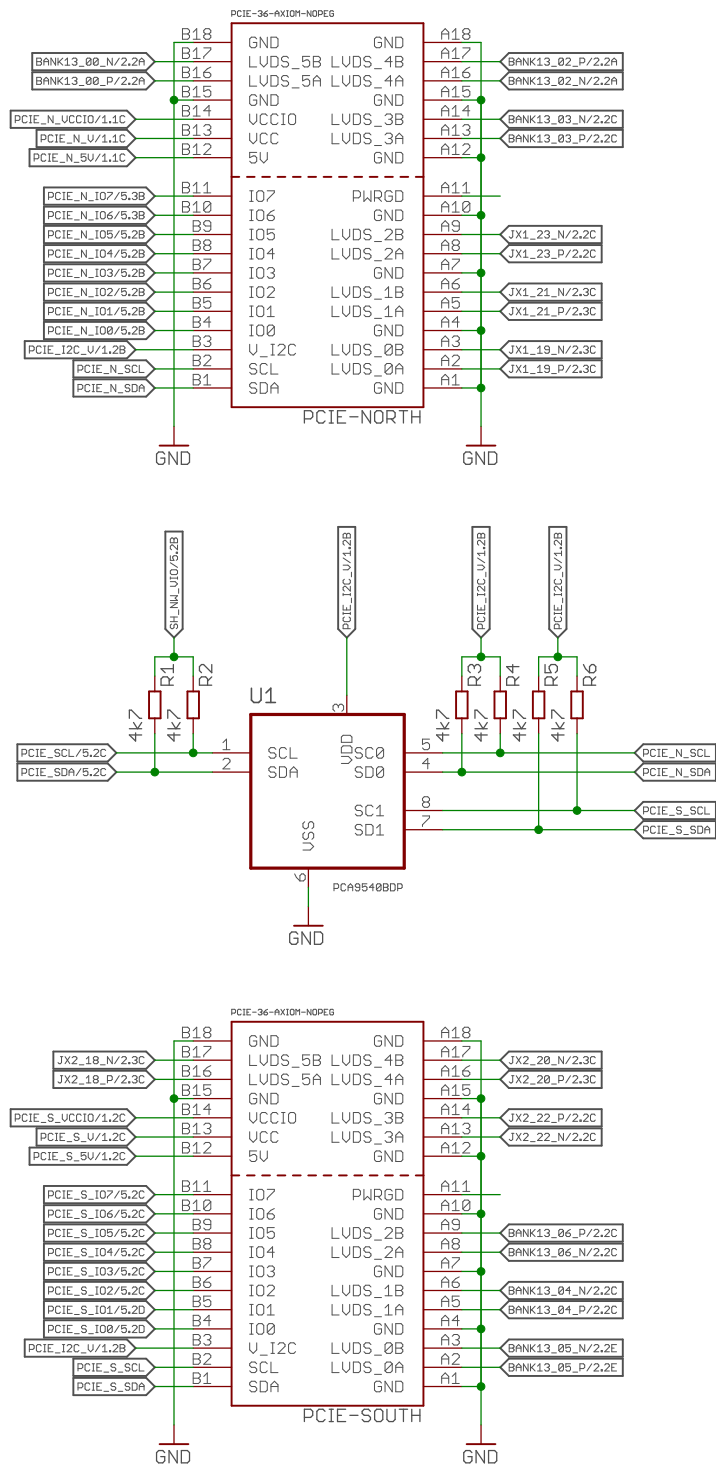 PCIE-36-AXIOM-NOPEG
B18 GND GND A18
BANK13_00_N/2.2A B17 LVDS_5B LVDS_4B A17 BANK13_02_P/2.2A
BANK13_00_P/2.2A B16 LVDS_5A LVDS_4A A16 BANK13_02_N/2.2A
B15 GND GND A15
PCIE_N_VCCIO/1.1C B14 VCCIO LVDS_3B A14 BANK13_03_N/2.2C
PCIE_N_V/1.1C B13 VCC LVDS_3A A13 BANK13_03_P/2.2C
PCIE_N_5V/1.1C B12 5V GND A12
PCIE_N_IO7/5.3B B11 IO7 PWRGD A11
PCIE_N_IO6/5.3B B10 IO6 GND A10
PCIE_N_IO5/5.2B B9 IO5 LVDS_2B A9 JX1_23_N/2.2C
PCIE_N_IO4/5.2B B8 IO4 LVDS_2A A8 JX1_23_P/2.2C
PCIE_N_IO3/5.2B B7 IO3 GND A7
PCIE_N_IO2/5.2B B6 IO2 LVDS_1B A6 JX1_21_N/2.3C
PCIE_N_IO1/5.2B B5 IO1 LVDS_1A A5 JX1_21_P/2.3C
PCIE_N_IO0/5.2B B4 IO0 GND A4
PCIE_I2C_V/1.2B B3 V_I2C LVDS_0B A3 JX1_19_N/2.3C
PCIE_N_SCL B2 SCL LVDS_0A A2 JX1_19_P/2.3C
PCIE_N_SDA B1 SDA GND A1
PCIE-NORTH
GND GND
SH_NW_VIO/5.2B PCIE_I2C_V/1.2B PCIE_I2C_V/1.2B PCIE_I2C_V/1.2B
R1 R2 R3 R4 R5 R6
4k7 4k7 4k7 4k7 4k7 4k7
U1
3
VDD
PCIE_SCL/5.2C 1 SCL SC0 5 PCIE_N_SCL
PCIE_SDA/5.2C 2 SDA SD0 4 PCIE_N_SDA
SC1 8 PCIE_S_SCL
SD1 7 PCIE_S_SDA
VSS
6
PCA9540BDP
GND
PCIE-36-AXIOM-NOPEG
B18 GND GND A18
JX2_18_N/2.3C B17 LVDS_5B LVDS_4B A17 JX2_20_N/2.3C
JX2_18_P/2.3C B16 LVDS_5A LVDS_4A A16 JX2_20_P/2.3C
B15 GND GND A15
PCIE_S_VCCIO/1.2C B14 VCCIO LVDS_3B A14 JX2_22_P/2.2C
PCIE_S_V/1.2C B13 VCC LVDS_3A A13 JX2_22_N/2.2C
PCIE_S_5V/1.2C B12 5V GND A12
PCIE_S_IO7/5.2C B11 IO7 PWRGD A11
PCIE_S_IO6/5.2C B10 IO6 GND A10
PCIE_S_IO5/5.2C B9 IO5 LVDS_2B A9 BANK13_06_P/2.2C
PCIE_S_IO4/5.2C B8 IO4 LVDS_2A A8 BANK13_06_N/2.2C
PCIE_S_IO3/5.2C B7 IO3 GND A7
PCIE_S_IO2/5.2C B6 IO2 LVDS_1B A6 BANK13_04_N/2.2C
PCIE_S_IO1/5.2D B5 IO1 LVDS_1A A5 BANK13_04_P/2.2C
PCIE_S_IO0/5.2D B4 IO0 GND A4
PCIE_I2C_V/1.2B B3 V_I2C LVDS_0B A3 BANK13_05_N/2.2E
PCIE_S_SCL B2 SCL LVDS_0A A2 BANK13_05_P/2.2E
PCIE_S_SDA B1 SDA GND A1
PCIE-SOUTH
GND GND